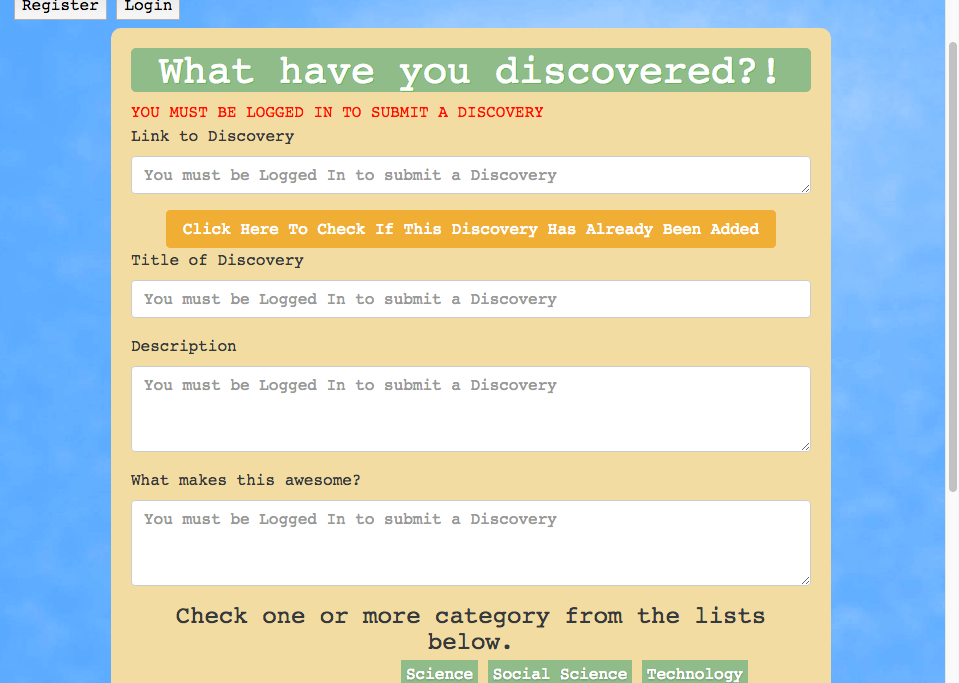 Register Login
What have you discovered?!
YOU MUST BE LOGGED IN TO SUBMIT A DISCOVERY
Link to Discovery
You must be Logged In to submit a Discovery
Click Here To Check If This Discovery Has Already Been Added
Title of Discovery
You must be Logged In to submit a Discovery
Description
You must be Logged In to submit a Discovery
What makes this awesome?
You must be Logged In to submit a Discovery
Check one or more category from the lists
below.
Science Social Science Technology